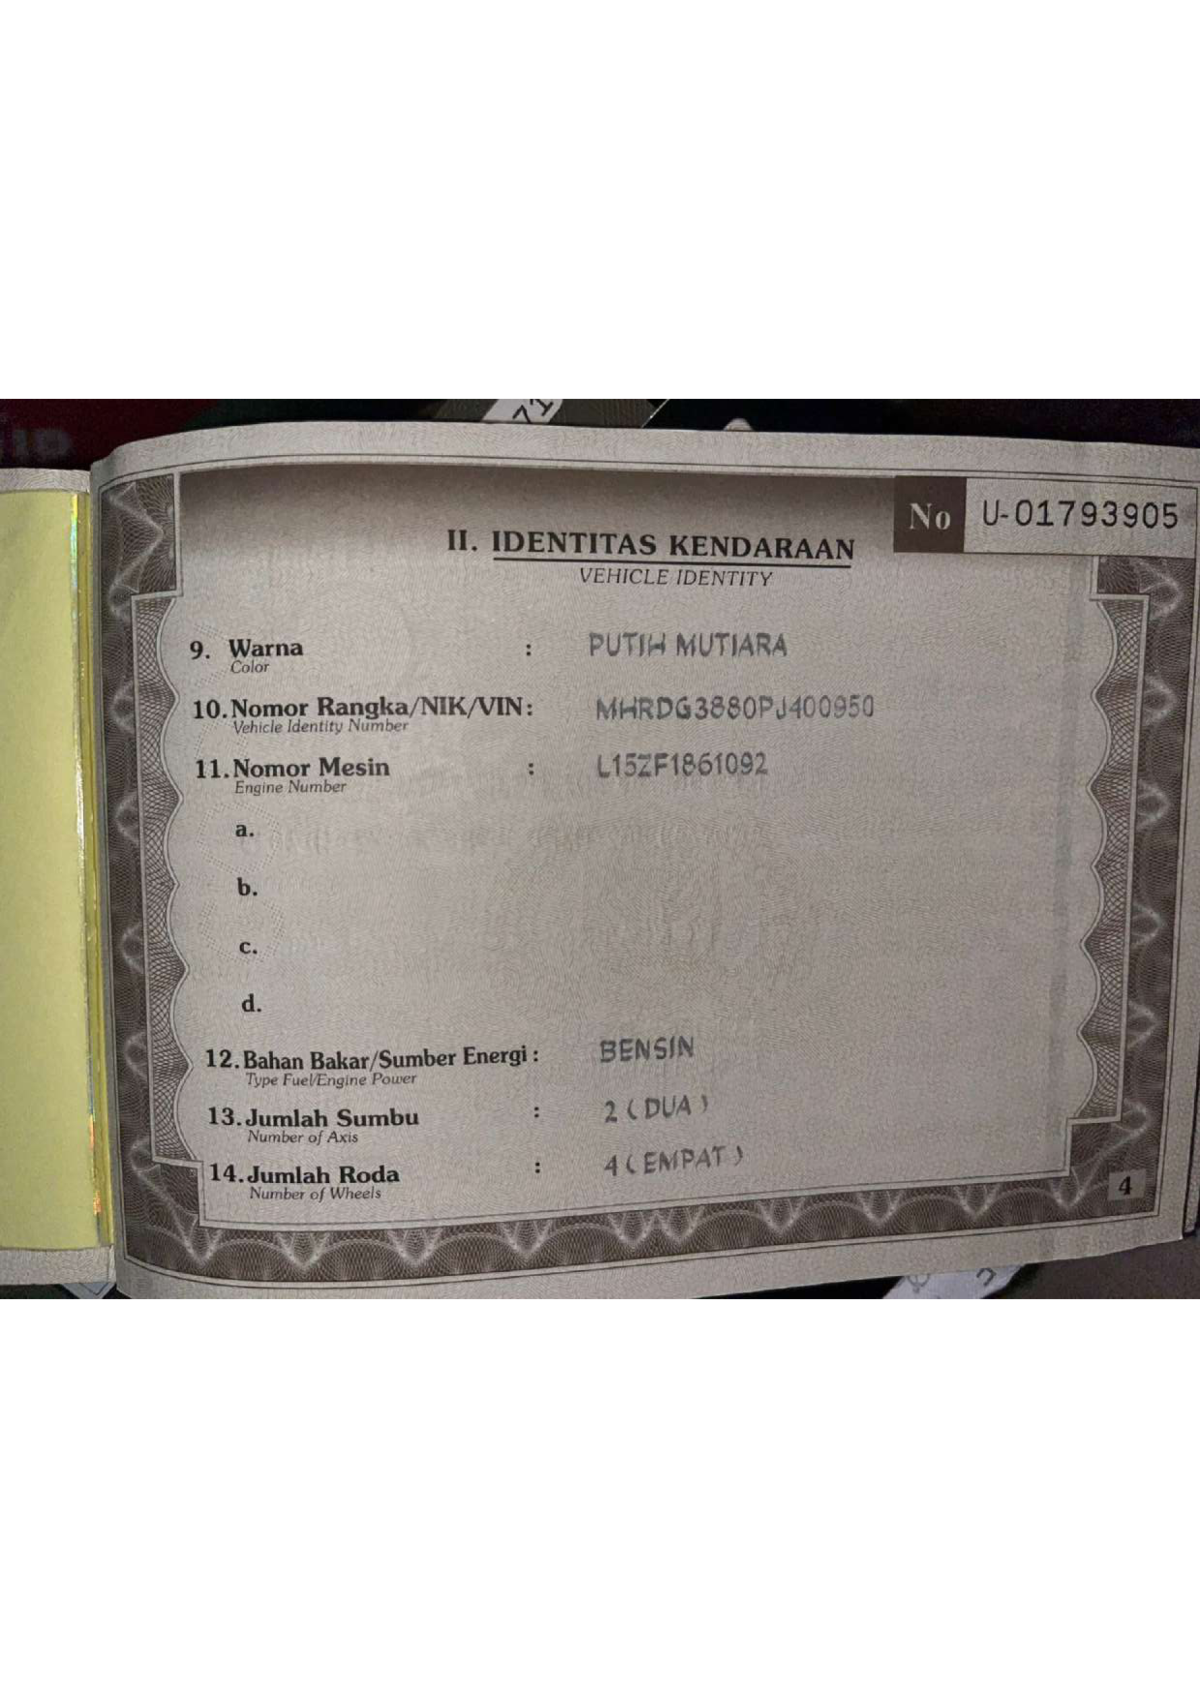 71
No U-01793905
II. IDENTITAS KENDARAAN
VEHICLE IDENTITY
9. Warna : PUTIH MUTIARA
Color
10. Nomor Rangka/NIK/VIN : MHRDG3880PJ400950
Vehicle Identity Number
11. Nomor Mesin : L15ZF1861092
Engine Number
a.
b.
c.
d.
12. Bahan Bakar/Sumber Energi : BENSIN
Type Fuel/Engine Power
13. Jumlah Sumbu : 2 ( DUA )
Number of Axis
14. Jumlah Roda : 4 ( EMPAT )
Number of Wheels
4